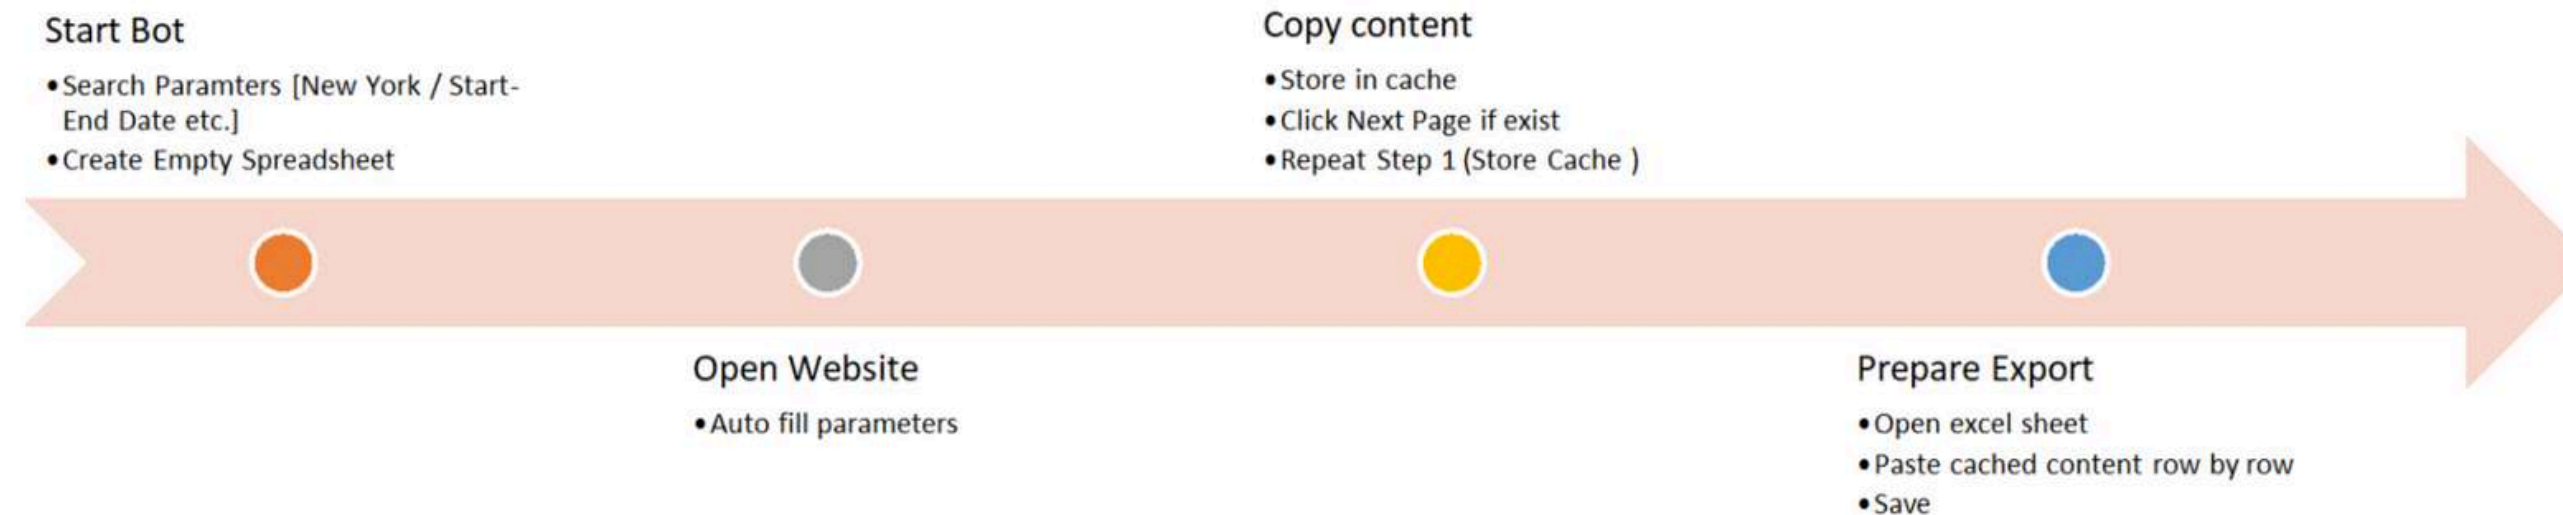 Start Bot
•Search Paramters [New York / Start-
End Date etc.]
•Create Empty Spreadsheet
Open Website
•Auto fill parameters
Copy content
•Store in cache
•Click Next Page if exist
•Repeat Step 1 (Store Cache )
Prepare Export
•Open excel sheet
•Paste cached content row by row
•Save